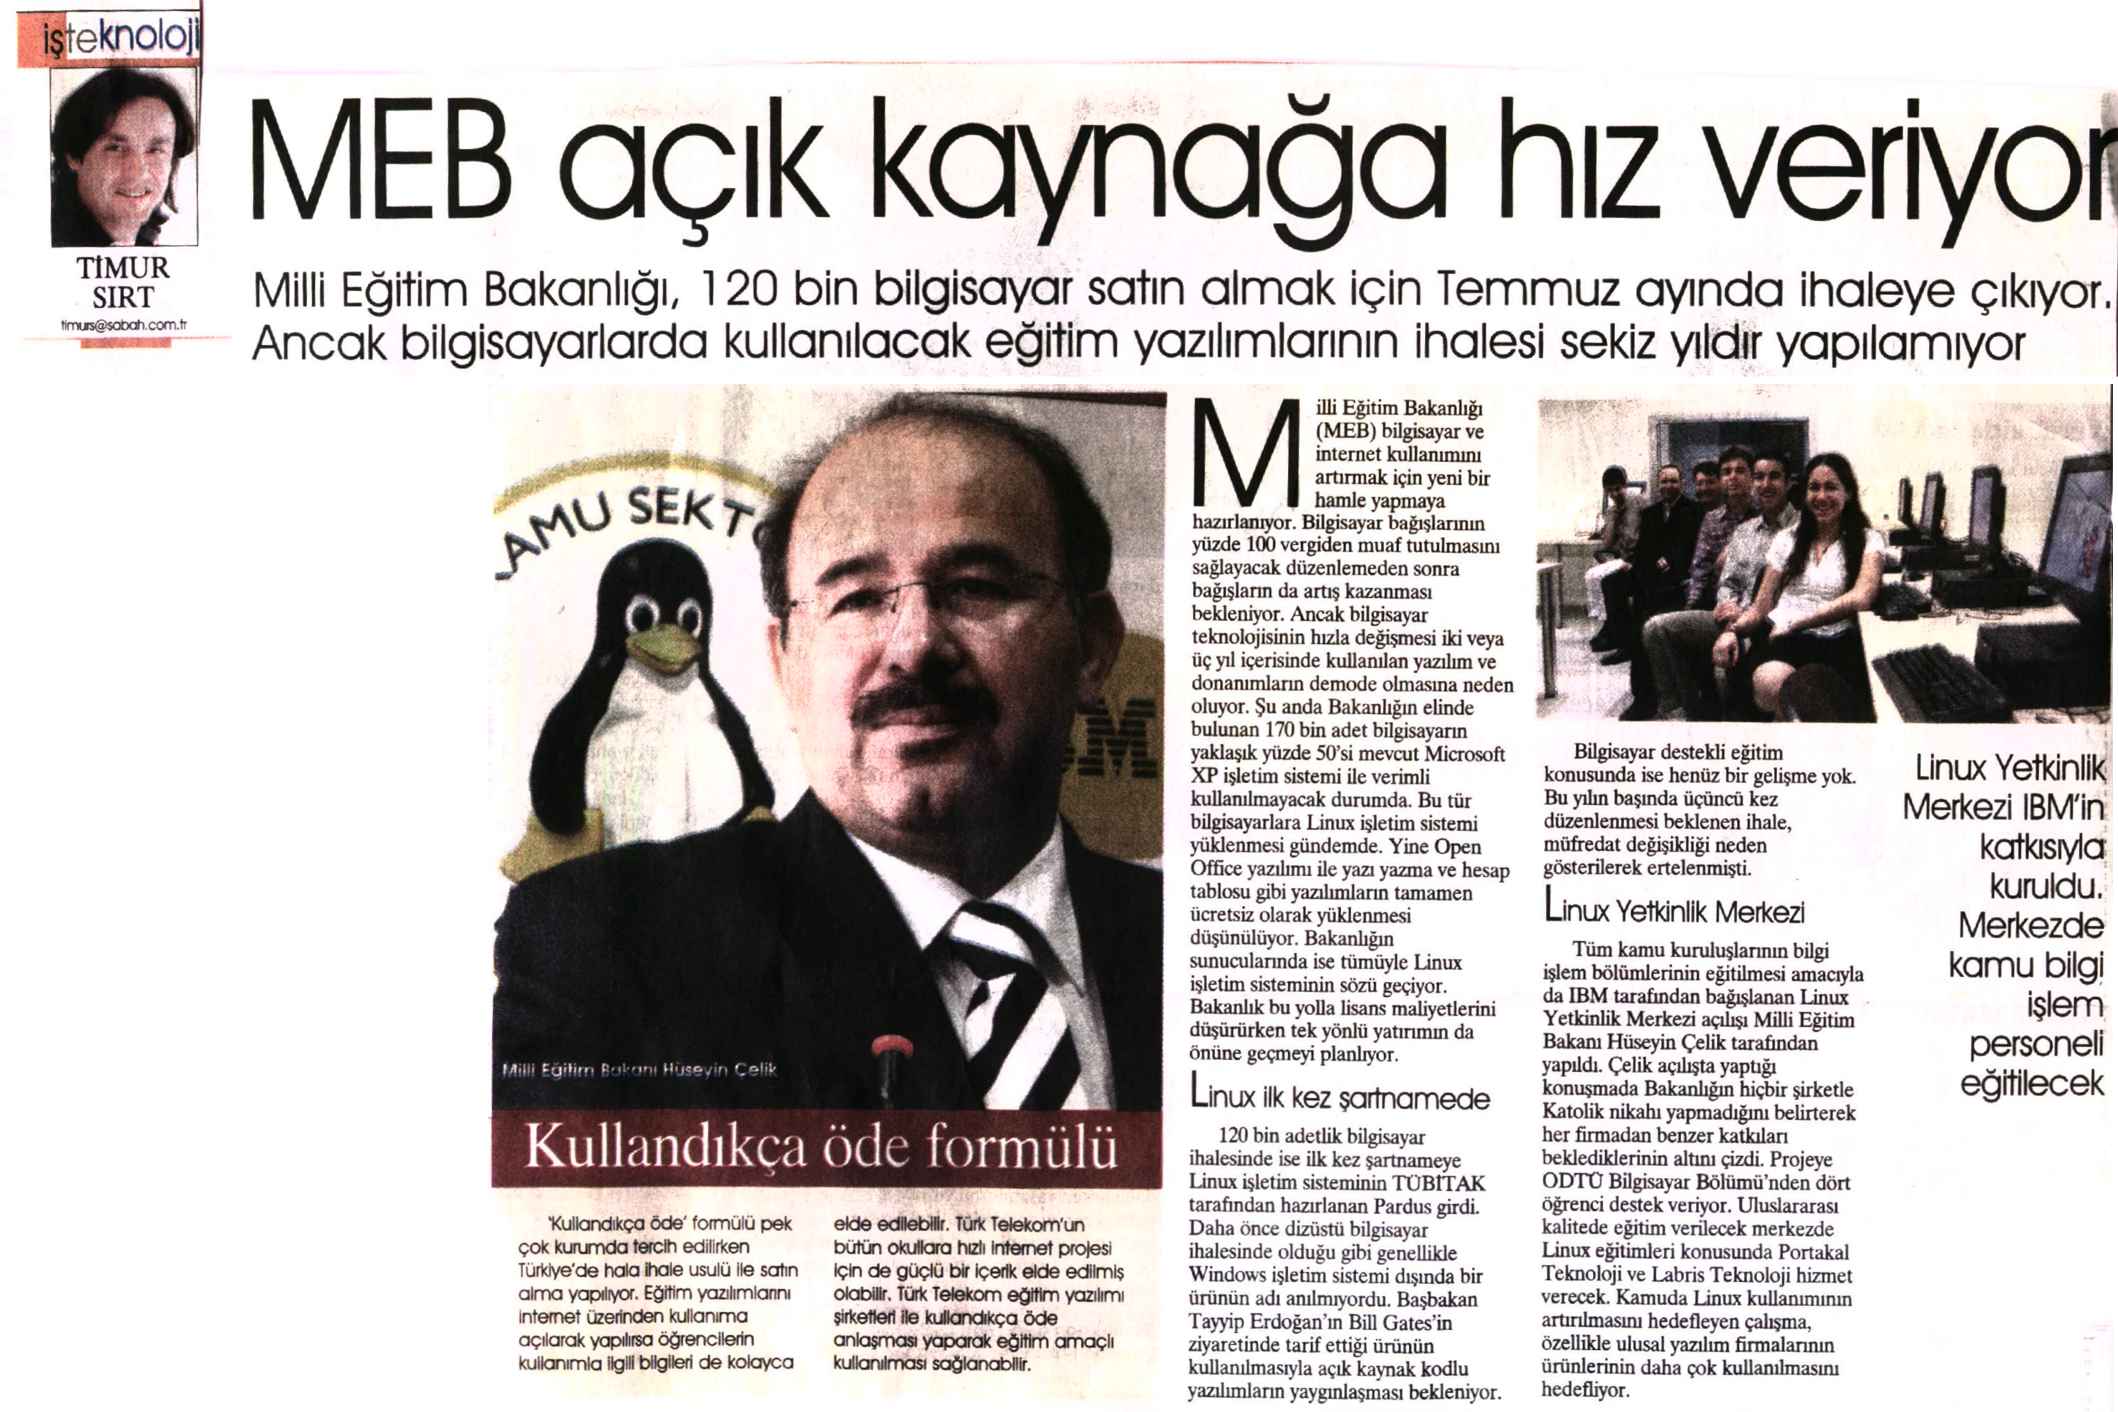 işteknoloji
TİMUR
SIRT
timurs@sabah.com.tr
MEB açık kaynağa hız veriyor
Milli Eğitim Bakanlığı, 120 bin bilgisayar satın almak için Temmuz ayında ihaleye çıkıyor.
Ancak bilgisayarlarda kullanılacak eğitim yazılımlarının ihalesi sekiz yıldır yapılamıyor
AMU SEKTÖ
Milli Eğitim Bakanı Hüseyin Çelik
Kullandıkça öde formülü
'Kullandıkça öde' formülü pek
çok kurumda tercih edilirken
Türkiye'de hala ihale usulü ile satın
alma yapılıyor. Eğitim yazılımlarını
internet üzerinden kullanıma
açılarak yapılırsa öğrencilerin
kullanımla ilgili bilgileri de kolayca
elde edilebilir. Türk Telekom'un
bütün okullara hızlı internet projesi
için de güçlü bir içerik elde edilmiş
olabilir. Türk Telekom eğitim yazılımı
şirketleri ile kullandıkça öde
anlaşması yaparak eğitim amaçlı
kullanılması sağlanabilir.
Milli Eğitim Bakanlığı
(MEB) bilgisayar ve
internet kullanımını
artırmak için yeni bir
hamle yapmaya
hazırlanıyor. Bilgisayar bağışlarının
yüzde 100 vergiden muaf tutulmasını
sağlayacak düzenlemeden sonra
bağışların da artış kazanması
bekleniyor. Ancak bilgisayar
teknolojisinin hızla değişmesi iki veya
üç yıl içerisinde kullanılan yazılım ve
donanımların demode olmasına neden
oluyor. Şu anda Bakanlığın elinde
bulunan 170 bin adet bilgisayarın
yaklaşık yüzde 50'si mevcut Microsoft
XP işletim sistemi ile verimli
kullanılmayacak durumda. Bu tür
bilgisayarlara Linux işletim sistemi
yüklenmesi gündemde. Yine Open
Office yazılımı ile yazı yazma ve hesap
tablosu gibi yazılımların tamamen
ücretsiz olarak yüklenmesi
düşünülüyor. Bakanlığın
sunucularında ise tümüyle Linux
işletim sisteminin sözü geçiyor.
Bakanlık bu yolla lisans maliyetlerini
düşürürken tek yönlü yatırımın da
önüne geçmeyi planlıyor.
Linux ilk kez şartnamede
120 bin adetlik bilgisayar
ihalesinde ise ilk kez şartnameye
Linux işletim sisteminin TÜBİTAK
tarafından hazırlanan Pardus girdi.
Daha önce dizüstü bilgisayar
ihalesinde olduğu gibi genellikle
Windows işletim sistemi dışında bir
ürünün adı anılmıyordu. Başbakan
Tayyip Erdoğan'ın Bill Gates'in
ziyaretinde tarif ettiği ürünün
kullanılmasıyla açık kaynak kodlu
yazılımların yaygınlaşması bekleniyor.
Bilgisayar destekli eğitim
konusunda ise henüz bir gelişme yok.
Bu yılın başında üçüncü kez
düzenlenmesi beklenen ihale,
müfredat değişikliği neden
gösterilerek ertelenmişti.
Linux Yetkinlik Merkezi
Tüm kamu kuruluşlarının bilgi
işlem bölümlerinin eğitilmesi amacıyla
da IBM tarafından bağışlanan Linux
Yetkinlik Merkezi açılışı Milli Eğitim
Bakanı Hüseyin Çelik tarafından
yapıldı. Çelik açılışta yaptığı
konuşmada Bakanlığın hiçbir şirketle
Katolik nikahı yapmadığını belirterek
her firmadan benzer katkıları
beklediklerinin altını çizdi. Projeye
ODTÜ Bilgisayar Bölümü'nden dört
öğrenci destek veriyor. Uluslararası
kalitede eğitim verilecek merkezde
Linux eğitimleri konusunda Portakal
Teknoloji ve Labris Teknoloji hizmet
verecek. Kamuda Linux kullanımının
artırılmasını hedefleyen çalışma,
özellikle ulusal yazılım firmalarının
ürünlerinin daha çok kullanılmasını
hedefliyor.
Linux Yetkinlik
Merkezi IBM'in
katkısıyla
kuruldu.
Merkezde
kamu bilgi
işlem
personeli
eğitilecek